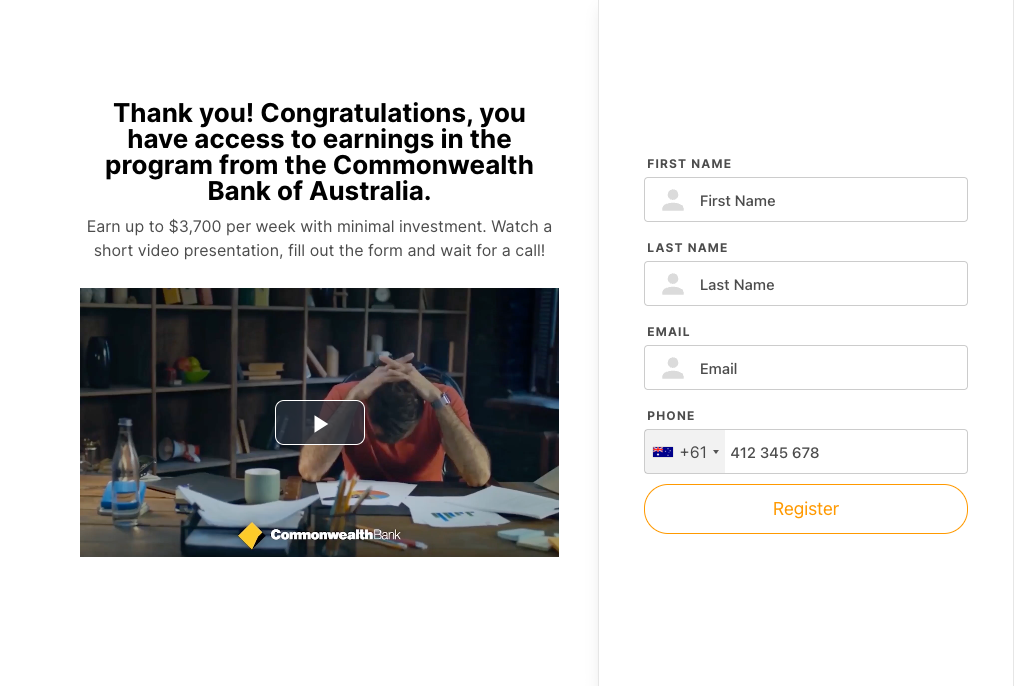 Thank you! Congratulations, you
have access to earnings in the
program from the Commonwealth
Bank of Australia.
Earn up to $3,700 per week with minimal investment. Watch a
short video presentation, fill out the form and wait for a call!
CommonwealthBank
FIRST NAME
First Name
LAST NAME
Last Name
EMAIL
Email
PHONE
+61 412 345 678
Register